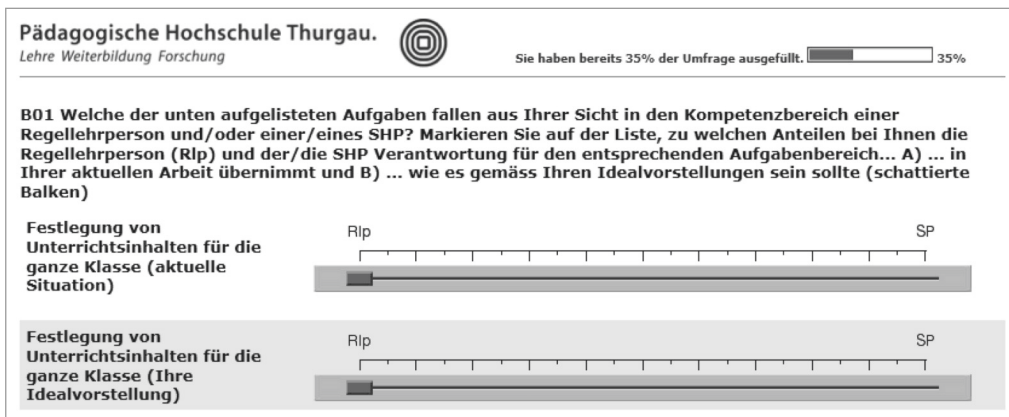 Pädagogische Hochschule Thurgau.
Lehre Weiterbildung Forschung
Sie haben bereits 35% der Umfrage ausgefüllt. 35%
B01 Welche der unten aufgelisteten Aufgaben fallen aus Ihrer Sicht in den Kompetenzbereich einer
Regellehrperson und/oder einer/eines SHP? Markieren Sie auf der Liste, zu welchen Anteilen bei Ihnen die
Regellehrperson (Rlp) und der/die SHP Verantwortung für den entsprechenden Aufgabenbereich... A) ... in
Ihrer aktuellen Arbeit übernimmt und B) ... wie es gemäss Ihren Idealvorstellungen sein sollte (schattierte
Balken)
Festlegung von
Unterrichtsinhalten für die
ganze Klasse (aktuelle
Situation)
Rlp SP
Festlegung von
Unterrichtsinhalten für die
ganze Klasse (Ihre
Idealvorstellung)
Rlp SP